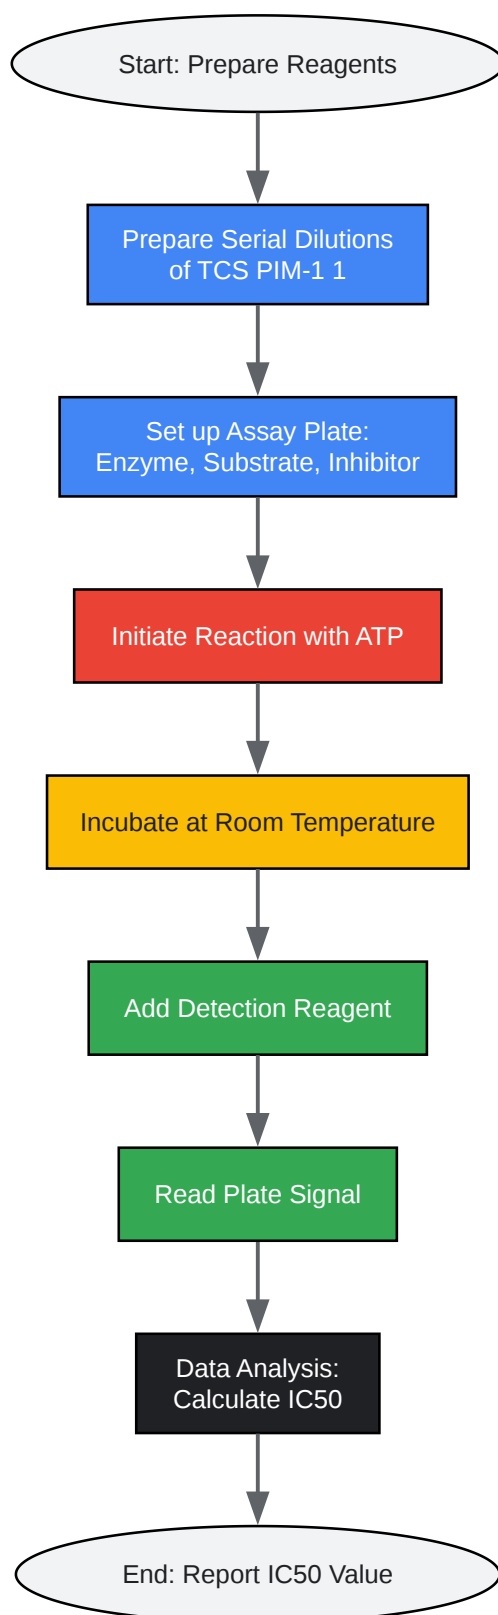 Start: Prepare Reagents
Prepare Serial Dilutions
of TCS PIM-1 1
Set up Assay Plate:
Enzyme, Substrate, Inhibitor
Initiate Reaction with ATP
Incubate at Room Temperature
Add Detection Reagent
Read Plate Signal
Data Analysis:
Calculate IC50
End: Report IC50 Value